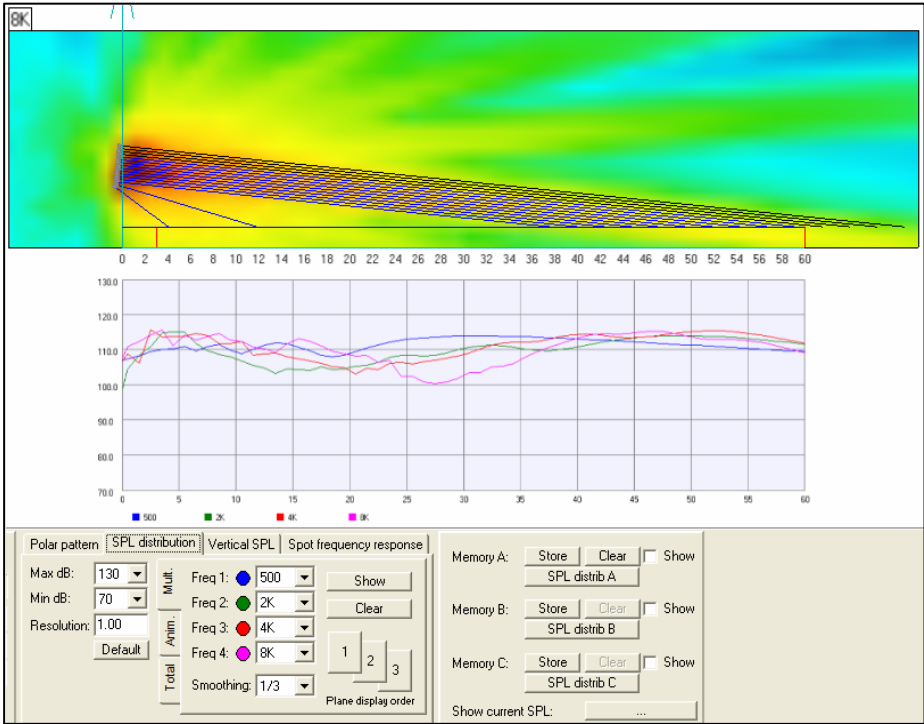 8K
0 2 4 6 8 10 12 14 16 18 20 22 24 26 28 30 32 34 36 38 40 42 44 46 48 50 52 54 56 58 60
130.0
120.0
110.0
100.0
90.0
80.0
70.0
0 5 10 15 20 25 30 35 40 45 50 55 60
500 2K 4K 8K
Polar pattern SPL distribution Vertical SPL Spot frequency response
Max dB: 130
Min dB: 70
Resolution: 1.00
Default
Mult.
Anim.
Total
Freq 1: 500
Freq 2: 2K
Freq 3: 4K
Freq 4: 8K
Smoothing: 1/3
Show
Clear
1
2
3
Plane display order
Memory A: Store Clear Show
SPL distrib A
Memory B: Store Clear Show
SPL distrib B
Memory C: Store Clear Show
SPL distrib C
Show current SPL: ...